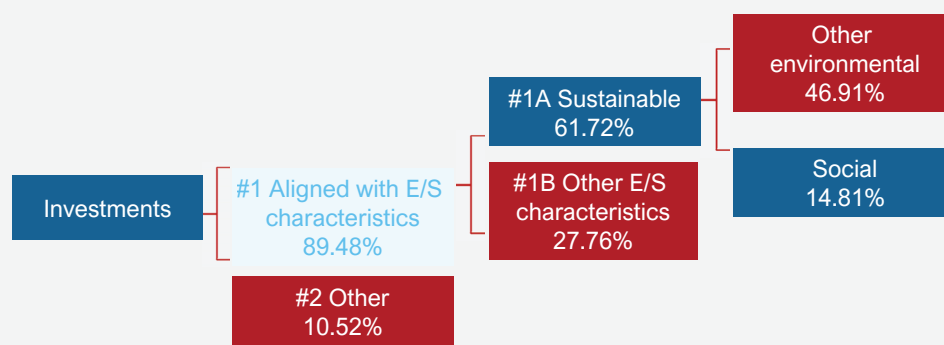 Investments
#1 Aligned with E/S
characteristics
89.48%
#2 Other
10.52%
#1A Sustainable
61.72%
#1B Other E/S
characteristics
27.76%
Other
environmental
46.91%
Social
14.81%